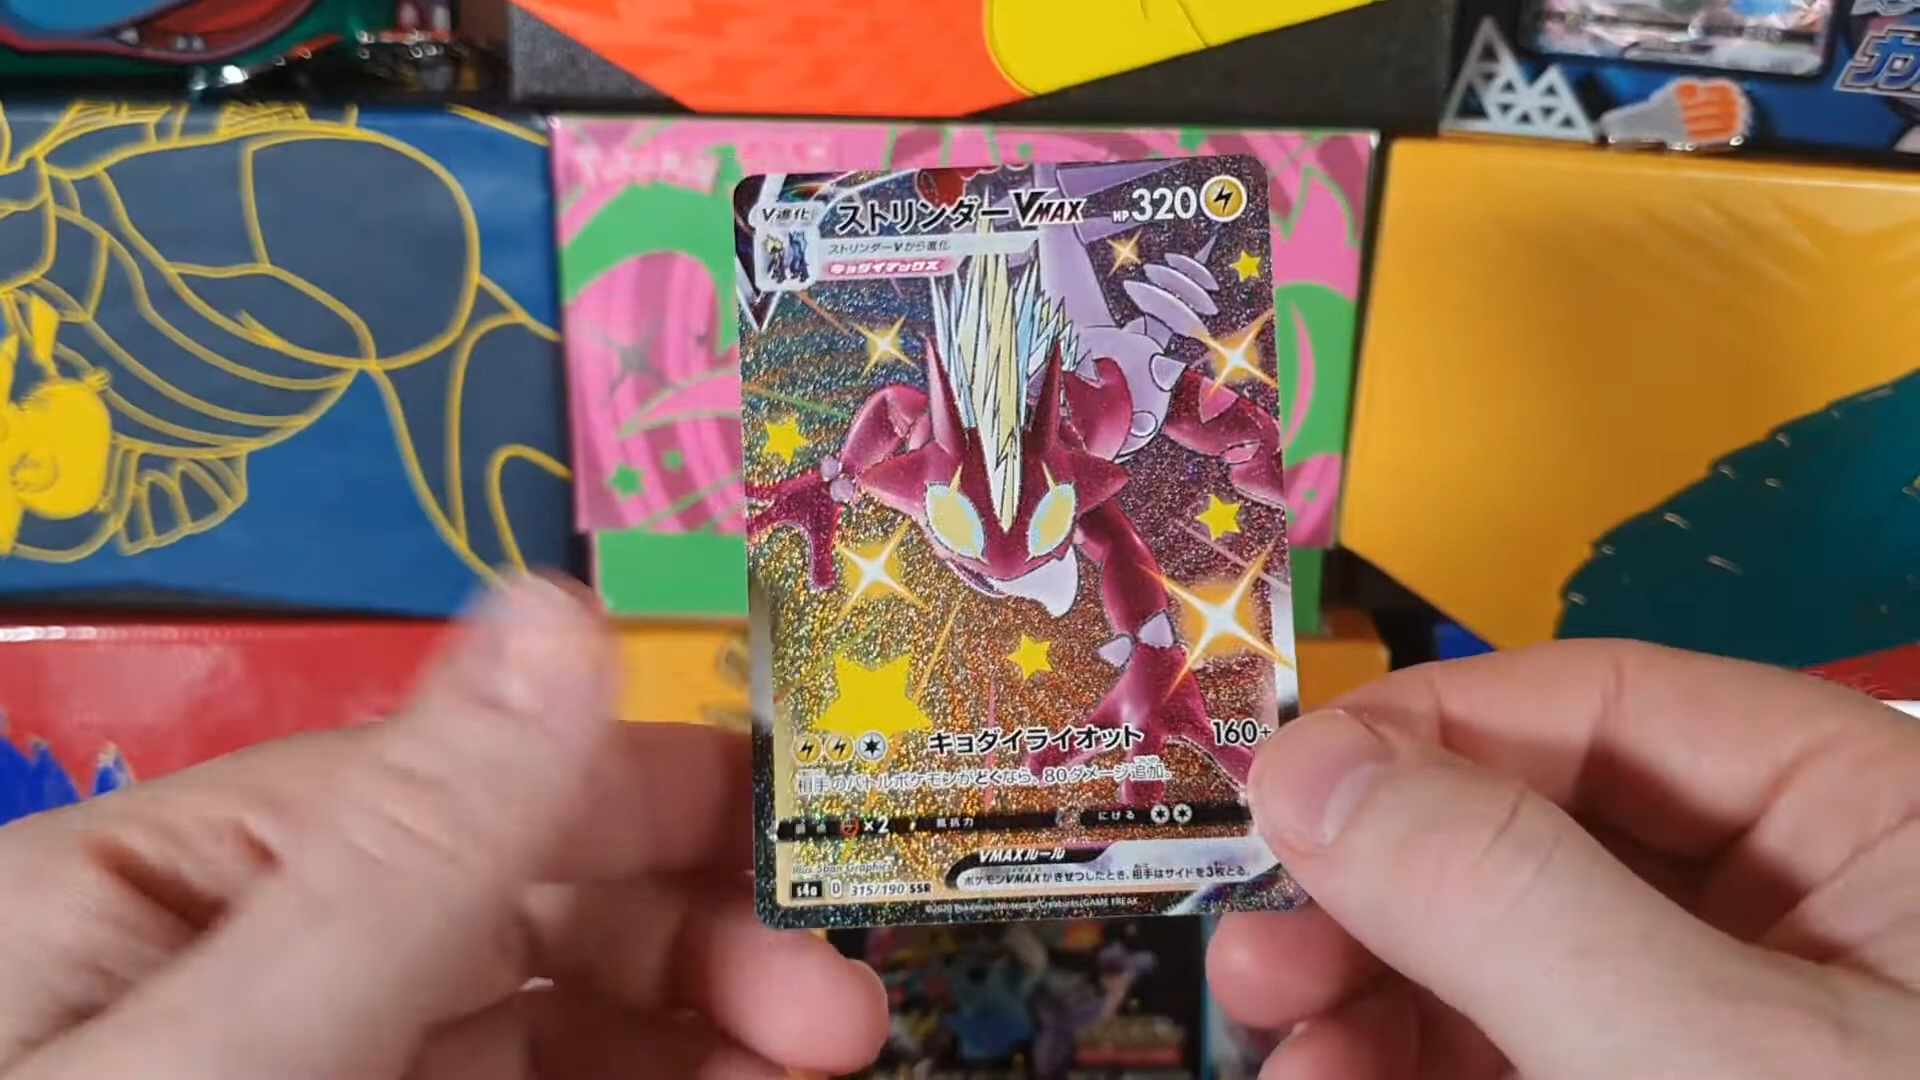 V進化
ストリンダーVMAX
HP320
ストリンダーVから進化
キョダイマックス
キョダイライオット
160+
相手のバトルポケモンがどくなら、80ダメージ追加。
×2
抵抗力
にげる
VMAXルール
ポケモンVMAXがきぜつしたとき、相手はサイドを3枚とる。
Illus. 5ban Graphics
s4a
D
315/190 SSR
©2020 Pokémon/Nintendo/Creatures/GAME FREAK